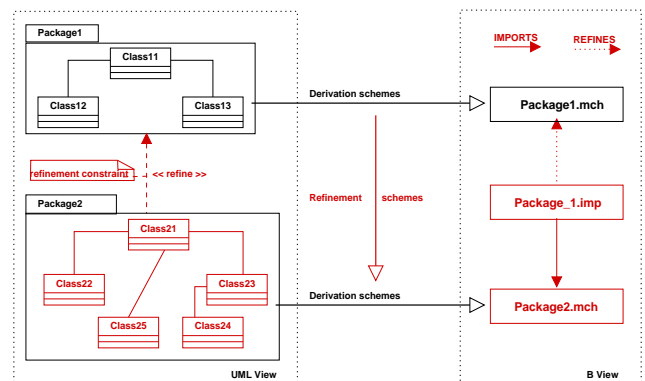 Package1
Class11
Class12
Class13
refinement constraint
<< refine >>
Package2
Class21
Class22
Class23
Class25
Class24
UML View
Derivation schemes
Refinement schemes
Derivation schemes
IMPORTS
REFINES
Package1.mch
Package_1.imp
Package2.mch
B View